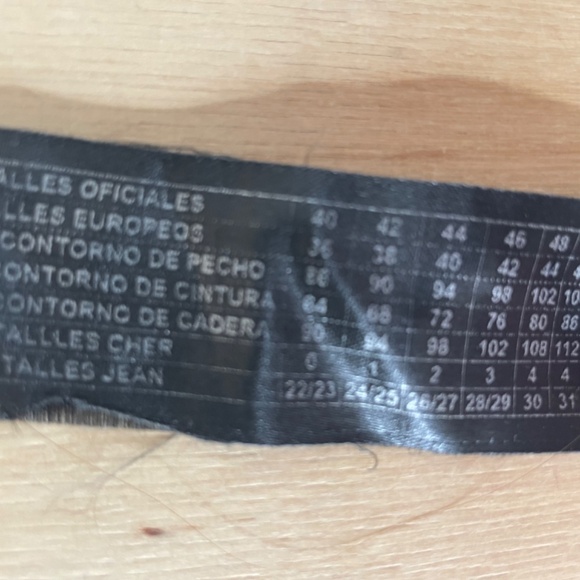 ALLES OFICIALES 40 42 44 46 48
LLES EUROPEOS 36 38 40 42 44
CONTORNO DE PECHO 86 90 94 98 102
CONTORNO DE CINTURA 64 68 72 76 80 86
CONTORNO DE CADERA 90 94 98 102 108 112
TALLLES CHER 0 1 2 3 4 4
TALLES JEAN 22/23 24/25 26/27 28/29 30 31